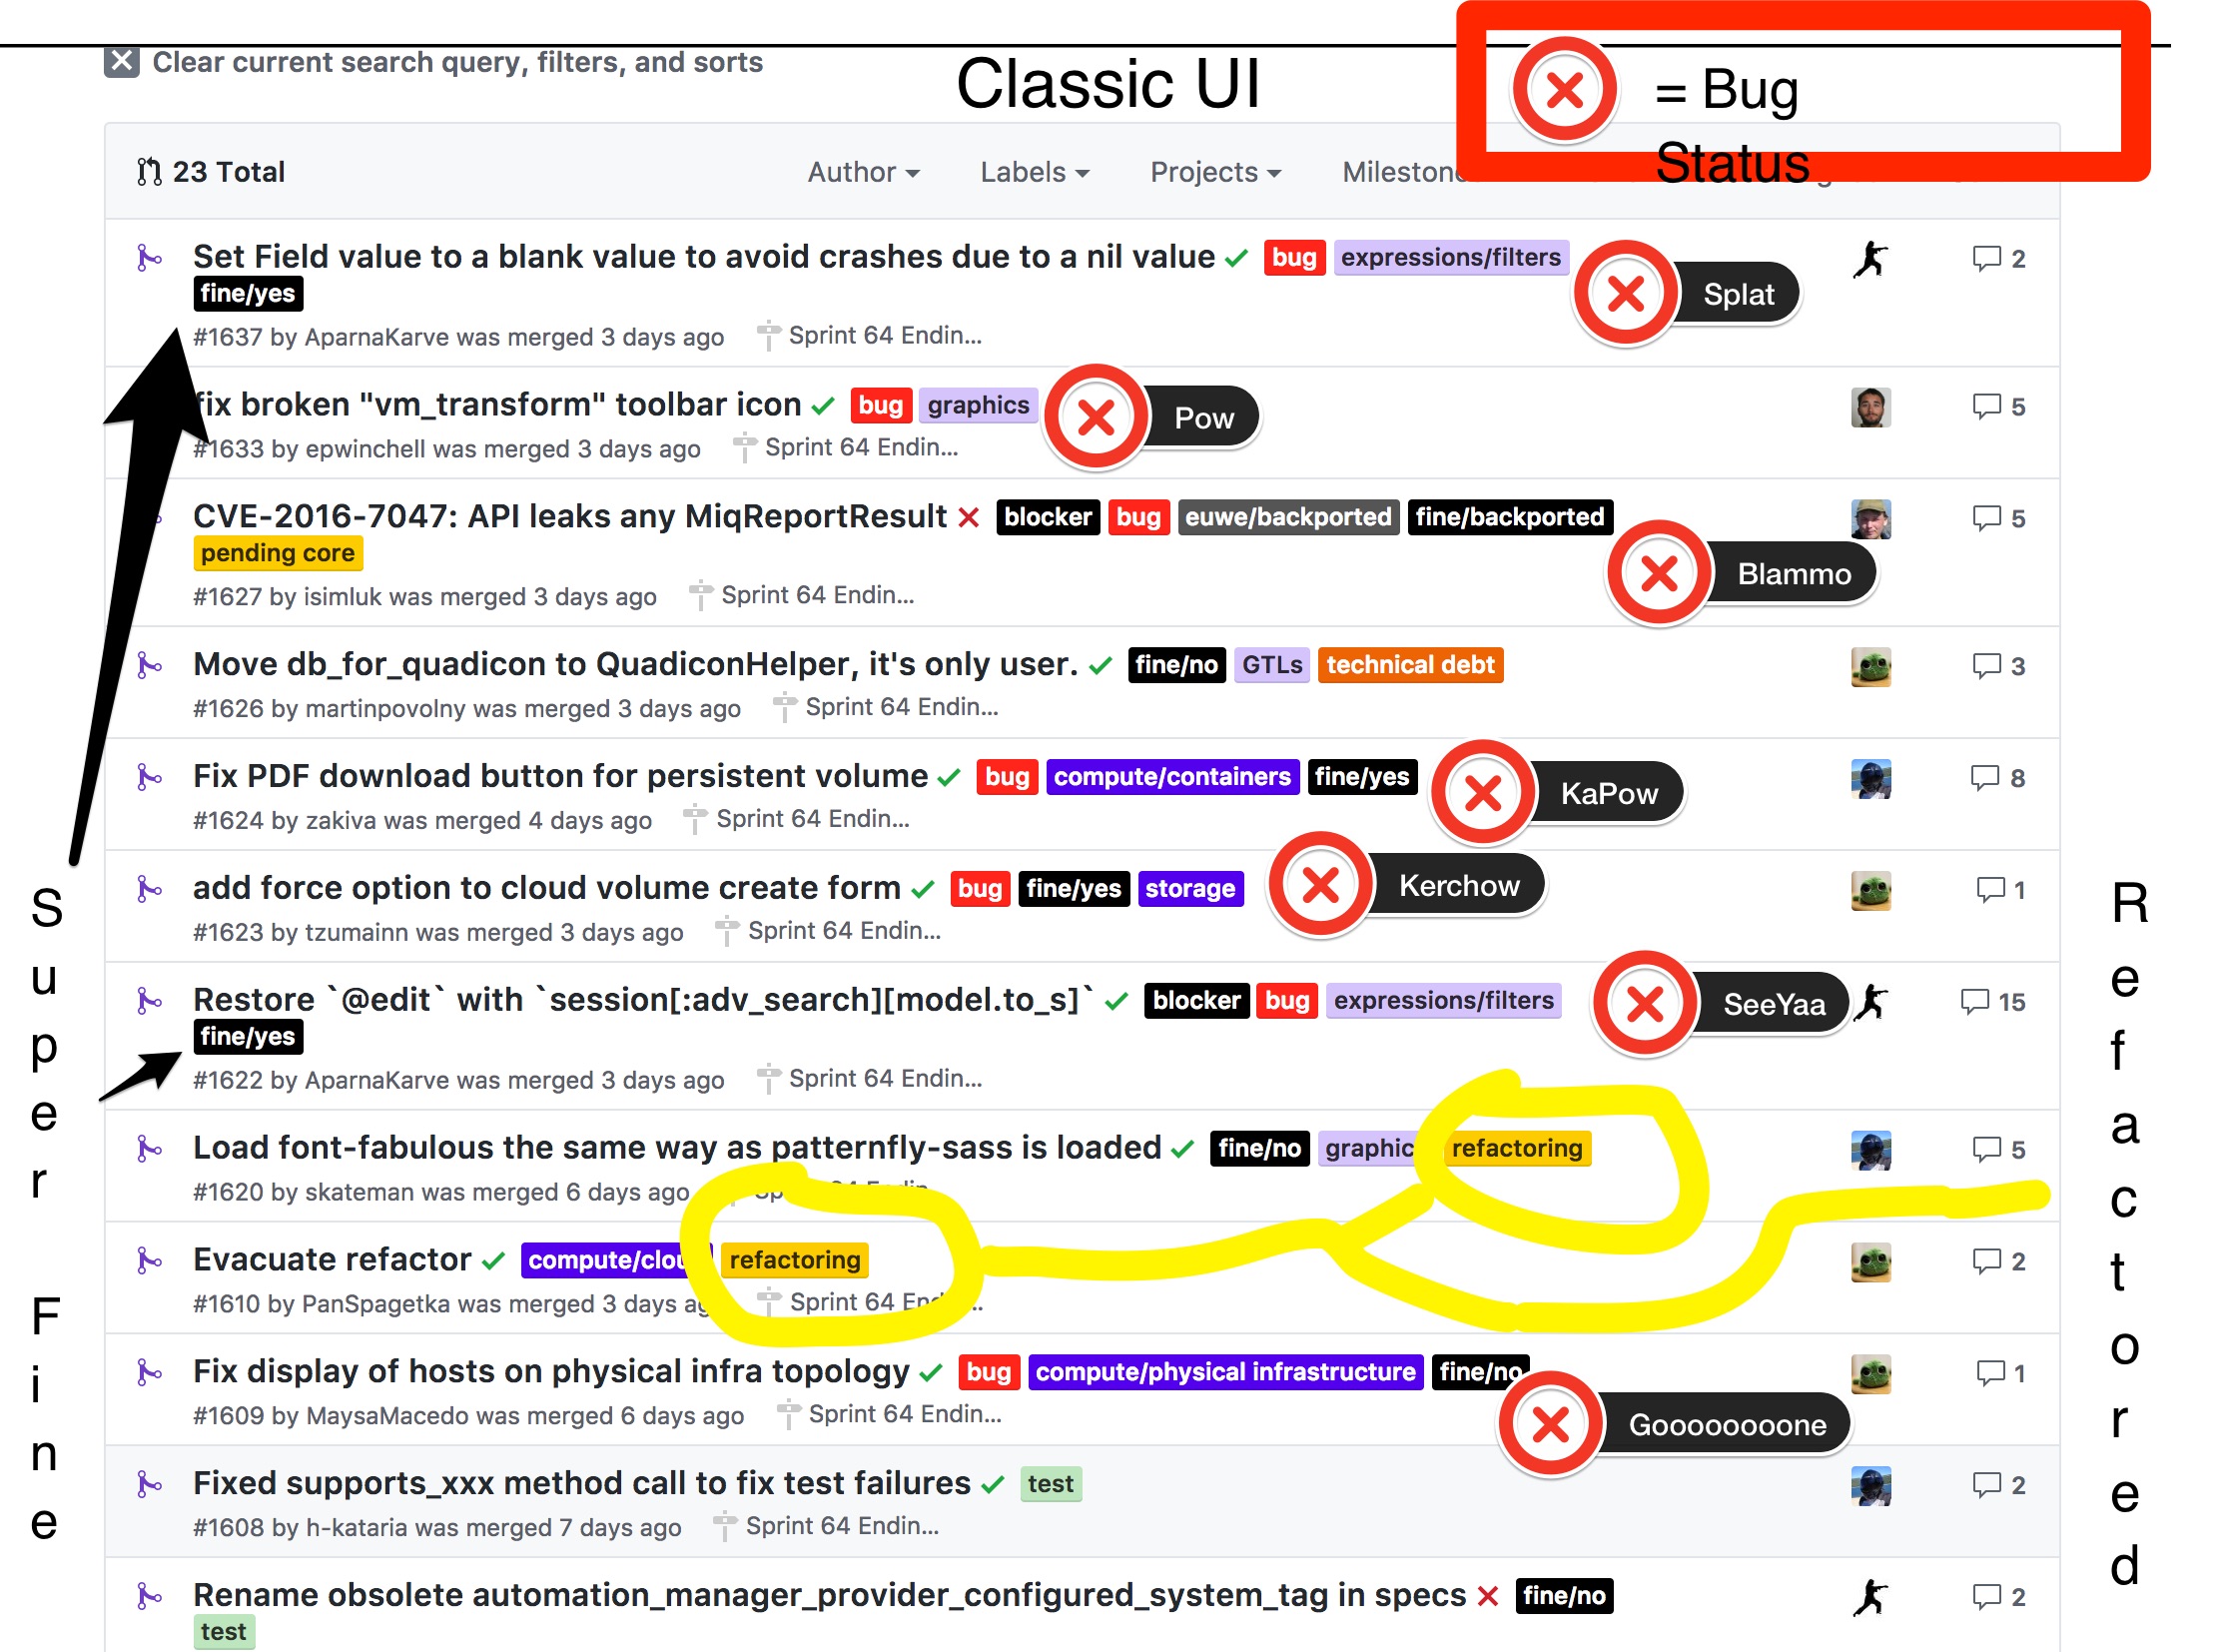 Clear current search query, filters, and sorts
Classic UI
= Bug
Status
23 Total
Author
Labels
Projects
Set Field value to a blank value to avoid crashes due to a nil value bug expressions/filters
Splat
2
fine/yes
#1637 by AparnaKarve was merged 3 days ago Sprint 64 Endin...
fix broken "vm_transform" toolbar icon bug graphics
Pow
5
#1633 by epwinchell was merged 3 days ago Sprint 64 Endin...
CVE-2016-7047: API leaks any MiqReportResult blocker bug euwe/backported fine/backported
5
pending core
Blammo
#1627 by isimluk was merged 3 days ago Sprint 64 Endin...
Move db_for_quadicon to QuadiconHelper, it's only user. fine/no GTLs technical debt
3
#1626 by martinpovolny was merged 3 days ago Sprint 64 Endin...
Fix PDF download button for persistent volume bug compute/containers fine/yes
KaPow
8
#1624 by zakiva was merged 4 days ago Sprint 64 Endin...
add force option to cloud volume create form bug fine/yes storage
Kerchow
1
#1623 by tzumainn was merged 3 days ago Sprint 64 Endin...
Restore `@edit` with `session[:adv_search][model.to_s]` blocker bug expressions/filters
SeeYaa
15
fine/yes
#1622 by AparnaKarve was merged 3 days ago Sprint 64 Endin...
Load font-fabulous the same way as patternfly-sass is loaded fine/no refactoring
5
#1620 by skateman was merged 6 days ago
Evacuate refactor refactoring
2
#1610 by PanSpagetka was merged 3 days Sprint 64
Fix display of hosts on physical infra topology bug compute/physical infrastructure fine/no
1
#1609 by MaysaMacedo was merged 6 days ago Sprint 64 Endin...
Gooooooooone
Fixed supports_xxx method call to fix test failures test
2
#1608 by h-kataria was merged 7 days ago Sprint 64 Endin...
Rename obsolete automation_manager_provider_configured_system_tag in specs fine/no
2
test
Super Fine
Refactored